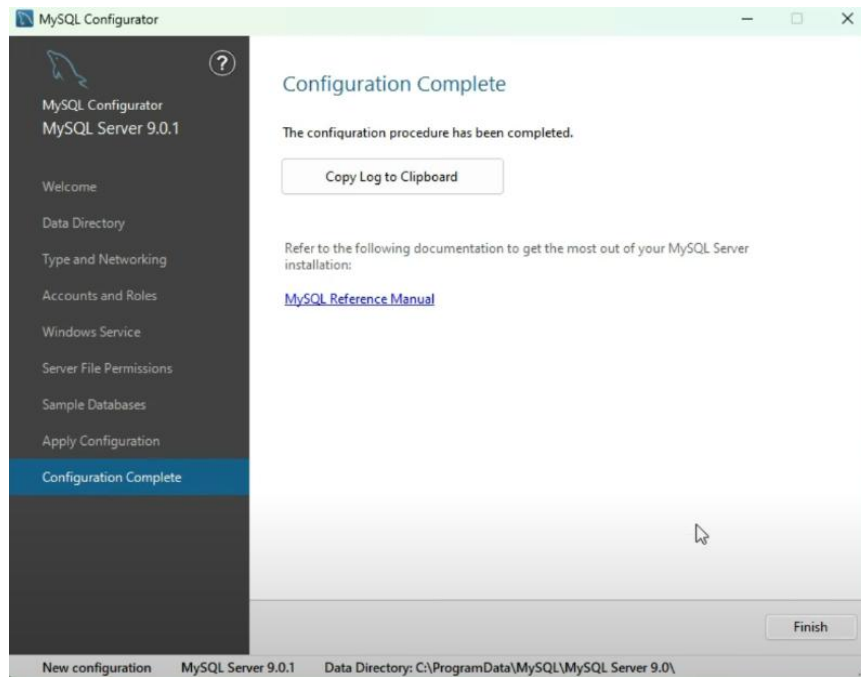 MySQL Configurator
?
MySQL Configurator
MySQL Server 9.0.1
Welcome
Data Directory
Type and Networking
Accounts and Roles
Windows Service
Server File Permissions
Sample Databases
Apply Configuration
Configuration Complete
Configuration Complete
The configuration procedure has been completed.
Copy Log to Clipboard
Refer to the following documentation to get the most out of your MySQL Server
installation:
MySQL Reference Manual
Finish
New configuration MySQL Server 9.0.1 Data Directory: C:\ProgramData\MySQL\MySQL Server 9.0\